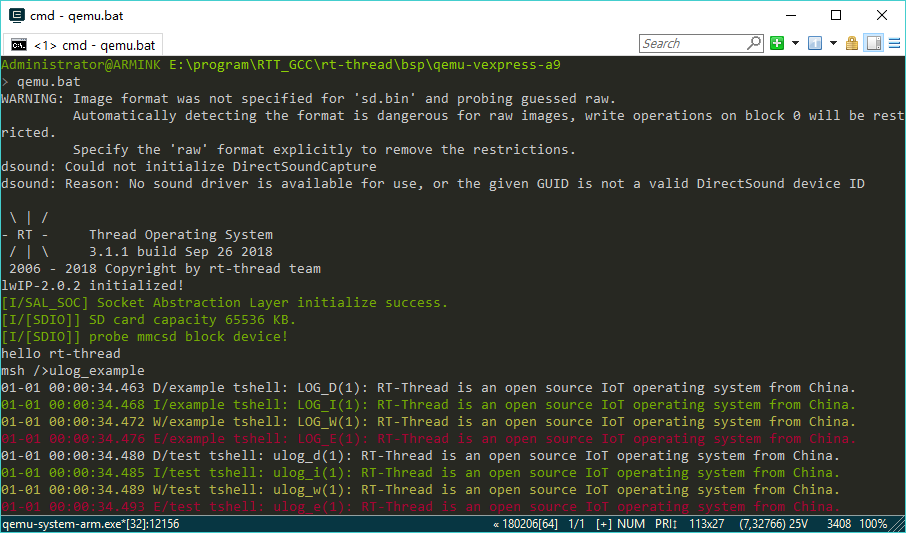 cmd - qemu.bat
<1> cmd - qemu.bat
Search
Administrator@ARMINK E:\program\RTT_GCC\rt-thread\bsp\qemu-vexpress-a9
> qemu.bat
WARNING: Image format was not specified for 'sd.bin' and probing guessed raw.
Automatically detecting the format is dangerous for raw images, write operations on block 0 will be rest
ricted.
Specify the 'raw' format explicitly to remove the restrictions.
dsound: Could not initialize DirectSoundCapture
dsound: Reason: No sound driver is available for use, or the given GUID is not a valid DirectSound device ID
\ | /
- RT -     Thread Operating System
/ | \     3.1.1 build Sep 26 2018
2006 - 2018 Copyright by rt-thread team
lwIP-2.0.2 initialized!
[I/SAL_SOC] Socket Abstraction Layer initialize success.
[I/[SDIO]] SD card capacity 65536 KB.
[I/[SDIO]] probe mmcsd block device!
hello rt-thread
msh />ulog_example
01-01 00:00:34.463 D/example tshell: LOG_D(1): RT-Thread is an open source IoT operating system from China.
01-01 00:00:34.468 I/example tshell: LOG_I(1): RT-Thread is an open source IoT operating system from China.
01-01 00:00:34.472 W/example tshell: LOG_W(1): RT-Thread is an open source IoT operating system from China.
01-01 00:00:34.476 E/example tshell: LOG_E(1): RT-Thread is an open source IoT operating system from China.
01-01 00:00:34.480 D/test tshell: ulog_d(1): RT-Thread is an open source IoT operating system from China.
01-01 00:00:34.485 I/test tshell: ulog_i(1): RT-Thread is an open source IoT operating system from China.
01-01 00:00:34.489 W/test tshell: ulog_w(1): RT-Thread is an open source IoT operating system from China.
01-01 00:00:34.493 E/test tshell: ulog_e(1): RT-Thread is an open source IoT operating system from China.
qemu-system-arm.exe*[32]:12156 « 180206[64] 1/1 [+] NUM PRI↕ 113x27 (7,32766) 25V 3408 100%